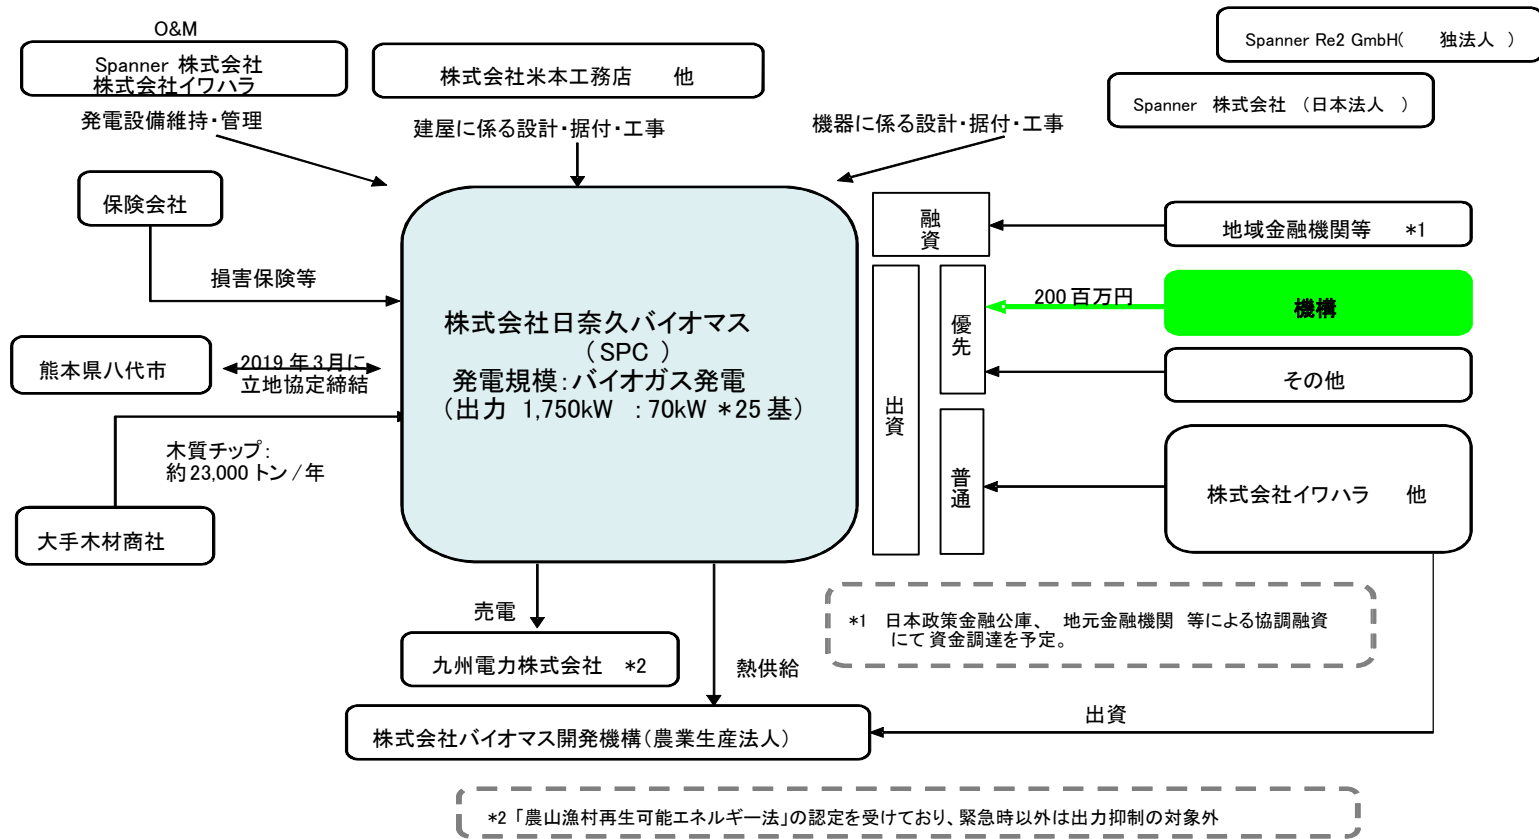 O&M
Spanner 株式会社
株式会社イワハラ
発電設備維持・管理
株式会社米本工務店 他
建屋に係る設計・据付・工事
Spanner Re2 GmbH( 独法人 )
Spanner 株式会社 (日本法人 )
機器に係る設計・据付・工事
保険会社
損害保険等
熊本県八代市
2019 年3月に
立地協定締結
木質チップ:
約23,000 トン/年
大手木材商社
株式会社日奈久バイオマス
(SPC )
発電規模:バイオガス発電
(出力 1,750kW :70kW *25 基)
融資
出資
優先
普通
地域金融機関等 *1
200 百万円
機構
その他
株式会社イワハラ 他
売電
九州電力株式会社 *2
熱供給
株式会社バイオマス開発機構(農業生産法人)
出資
*1 日本政策金融公庫、 地元金融機関 等による協調融資
にて資金調達を予定。
*2 「農山漁村再生可能エネルギー法」の認定を受けており、緊急時以外は出力抑制の対象外